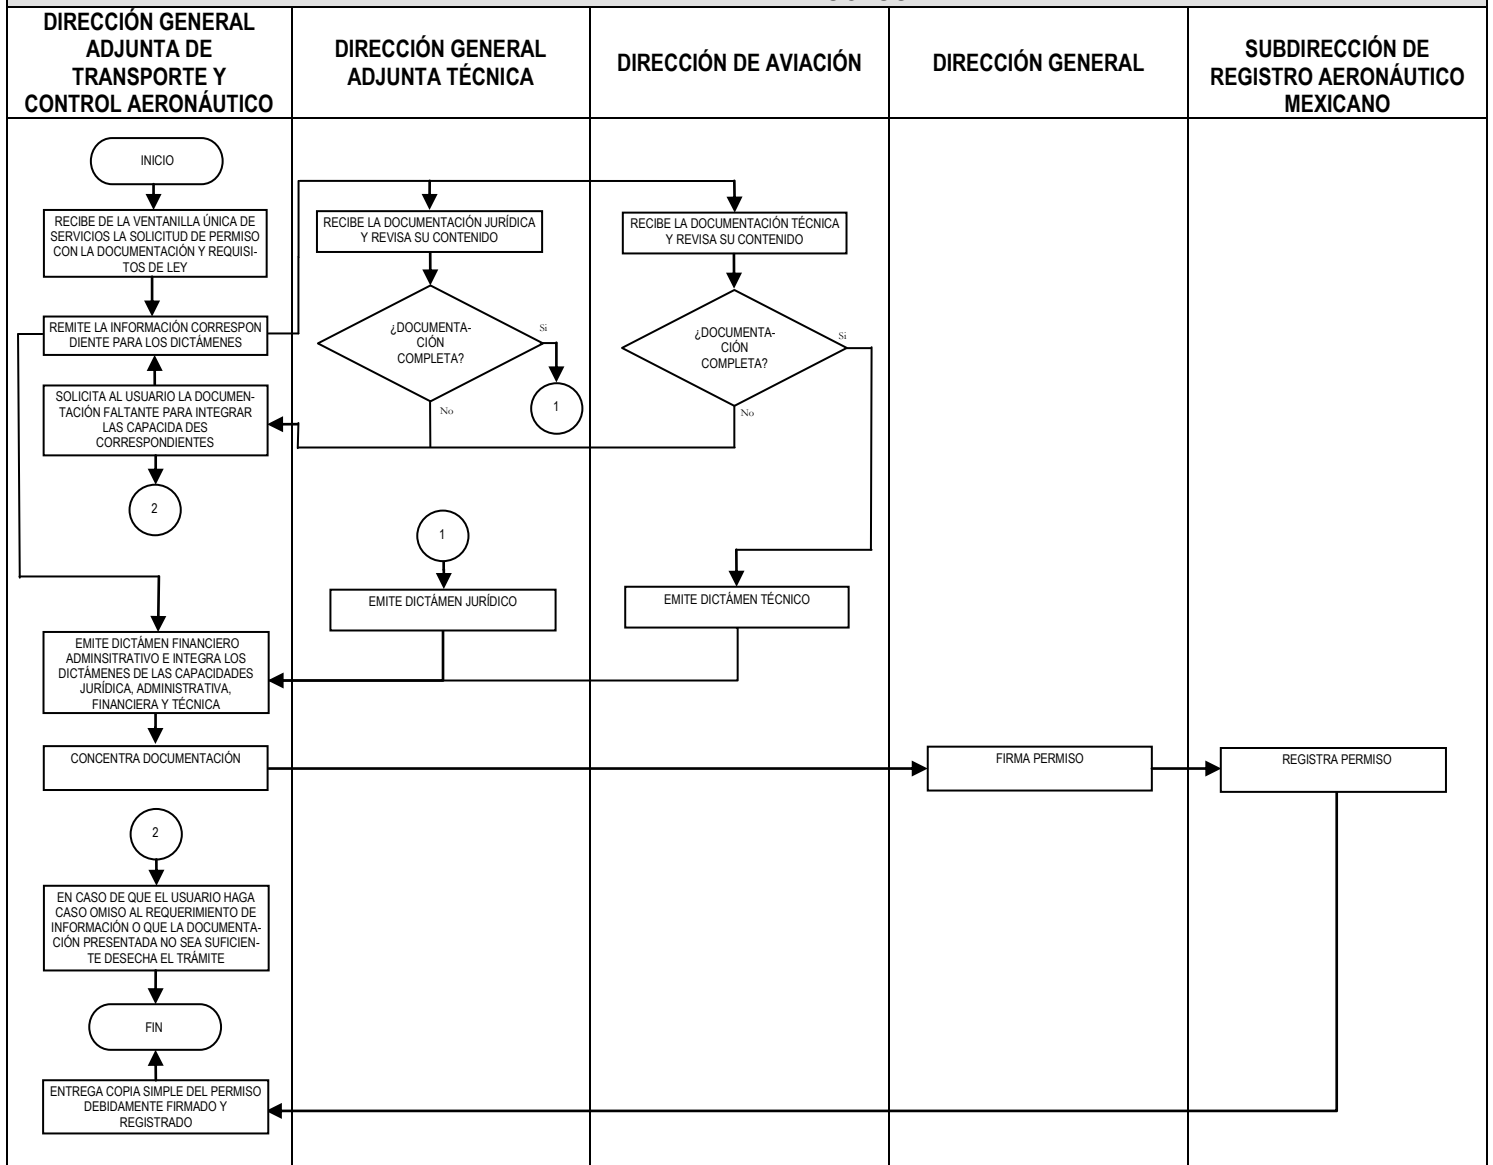 DIRECCIÓN GENERAL
ADJUNTA DE
TRANSPORTE Y
CONTROL AERONÁUTICO
DIRECCIÓN GENERAL
ADJUNTA TÉCNICA
DIRECCIÓN DE AVIACIÓN
DIRECCIÓN GENERAL
SUBDIRECCIÓN DE
REGISTRO AERONÁUTICO
MEXICANO
INICIO
RECIBE DE LA VENTANILLA ÚNICA DE
SERVICIOS LA SOLICITUD DE PERMISO
CON LA DOCUMENTACIÓN Y REQUISI-
TOS DE LEY
RECIBE LA DOCUMENTACIÓN JURÍDICA
Y REVISA SU CONTENIDO
RECIBE LA DOCUMENTACIÓN TÉCNICA
Y REVISA SU CONTENIDO
REMITE LA INFORMACIÓN CORRESPON
DIENTE PARA LOS DICTÁMENES
¿DOCUMENTA-
CIÓN
COMPLETA?
Si
No
1
¿DOCUMENTA-
CIÓN
COMPLETA?
Si
No
SOLICITA AL USUARIO LA DOCUMEN-
TACIÓN FALTANTE PARA INTEGRAR
LAS CAPACIDA DES
CORRESPONDIENTES
2
1
EMITE DICTÁMEN JURÍDICO
EMITE DICTÁMEN TÉCNICO
EMITE DICTÁMEN FINANCIERO
ADMINSITRATIVO E INTEGRA LOS
DICTÁMENES DE LAS CAPACIDADES
JURÍDICA, ADMINISTRATIVA,
FINANCIERA Y TÉCNICA
CONCENTRA DOCUMENTACIÓN
FIRMA PERMISO
REGISTRA PERMISO
2
EN CASO DE QUE EL USUARIO HAGA
CASO OMISO AL REQUERIMIENTO DE
INFORMACIÓN O QUE LA DOCUMENTA-
CIÓN PRESENTADA NO SEA SUFICIEN-
TE DESECHA EL TRÁMITE
FIN
ENTREGA COPIA SIMPLE DEL PERMISO
DEBIDAMENTE FIRMADO Y
REGISTRADO